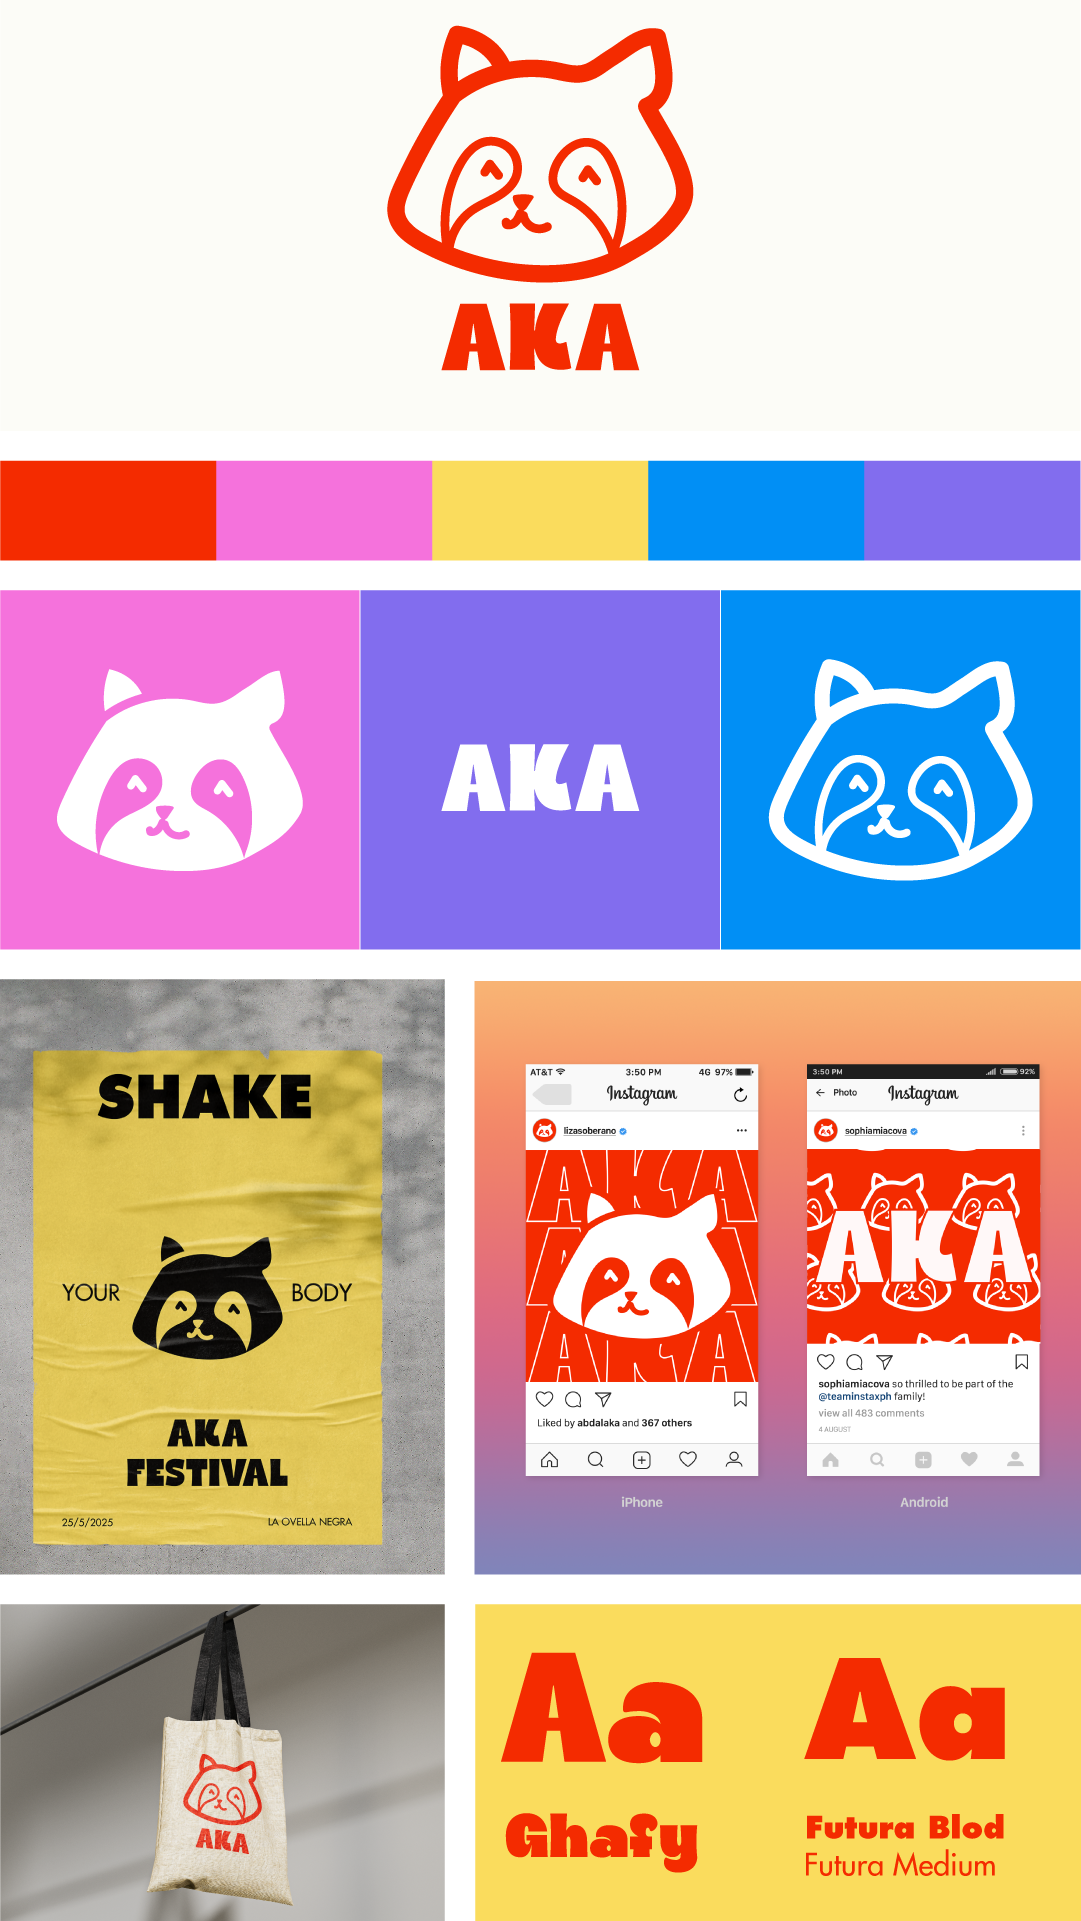 AKA
AKA
SHAKE
YOUR
BODY
AKA
FESTIVAL
25/5/2025
LA OVELLA NEGRA
AT&T
3:50 PM
4G 97%
Instagram
lizasoberano
AKA
AKA
AKA
Liked by abdalaka and 367 others
iPhone
3:50 PM
92%
Photo
Instagram
sophiamiacova
AKA
sophiamiacova so thrilled to be part of the
@teaminstaxph family!
view all 483 comments
4 AUGUST
Android
AKA
Aa
Ghafy
Aa
Futura Blod
Futura Medium